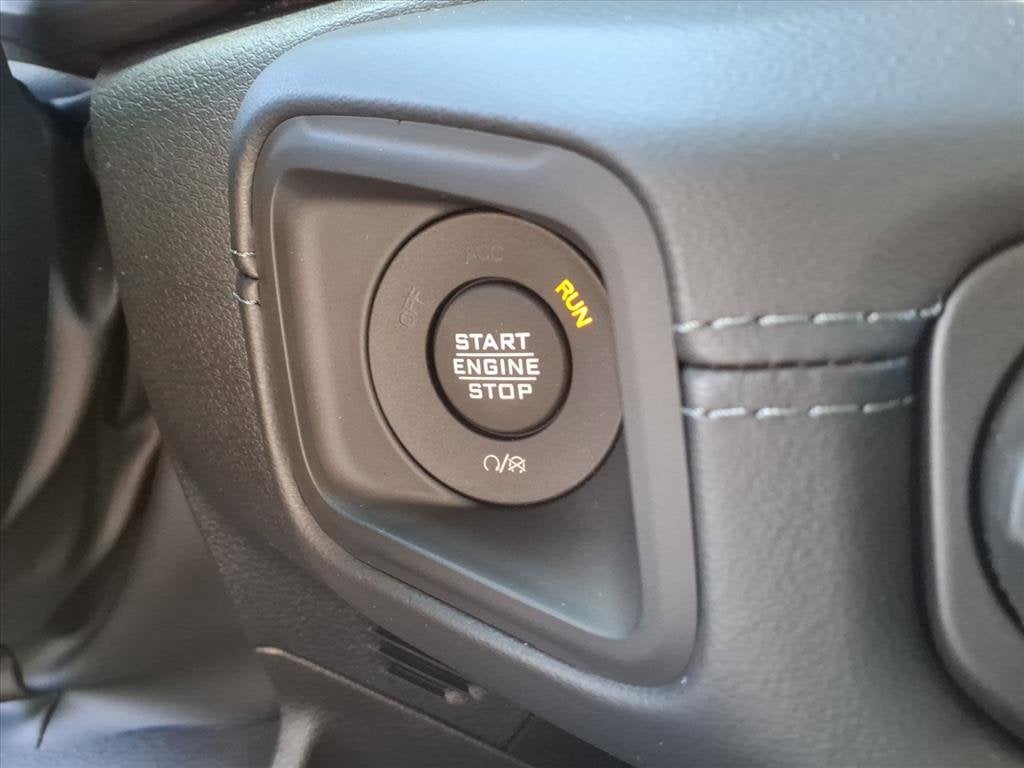 ACC
OFF
RUN
START
ENGINE
STOP